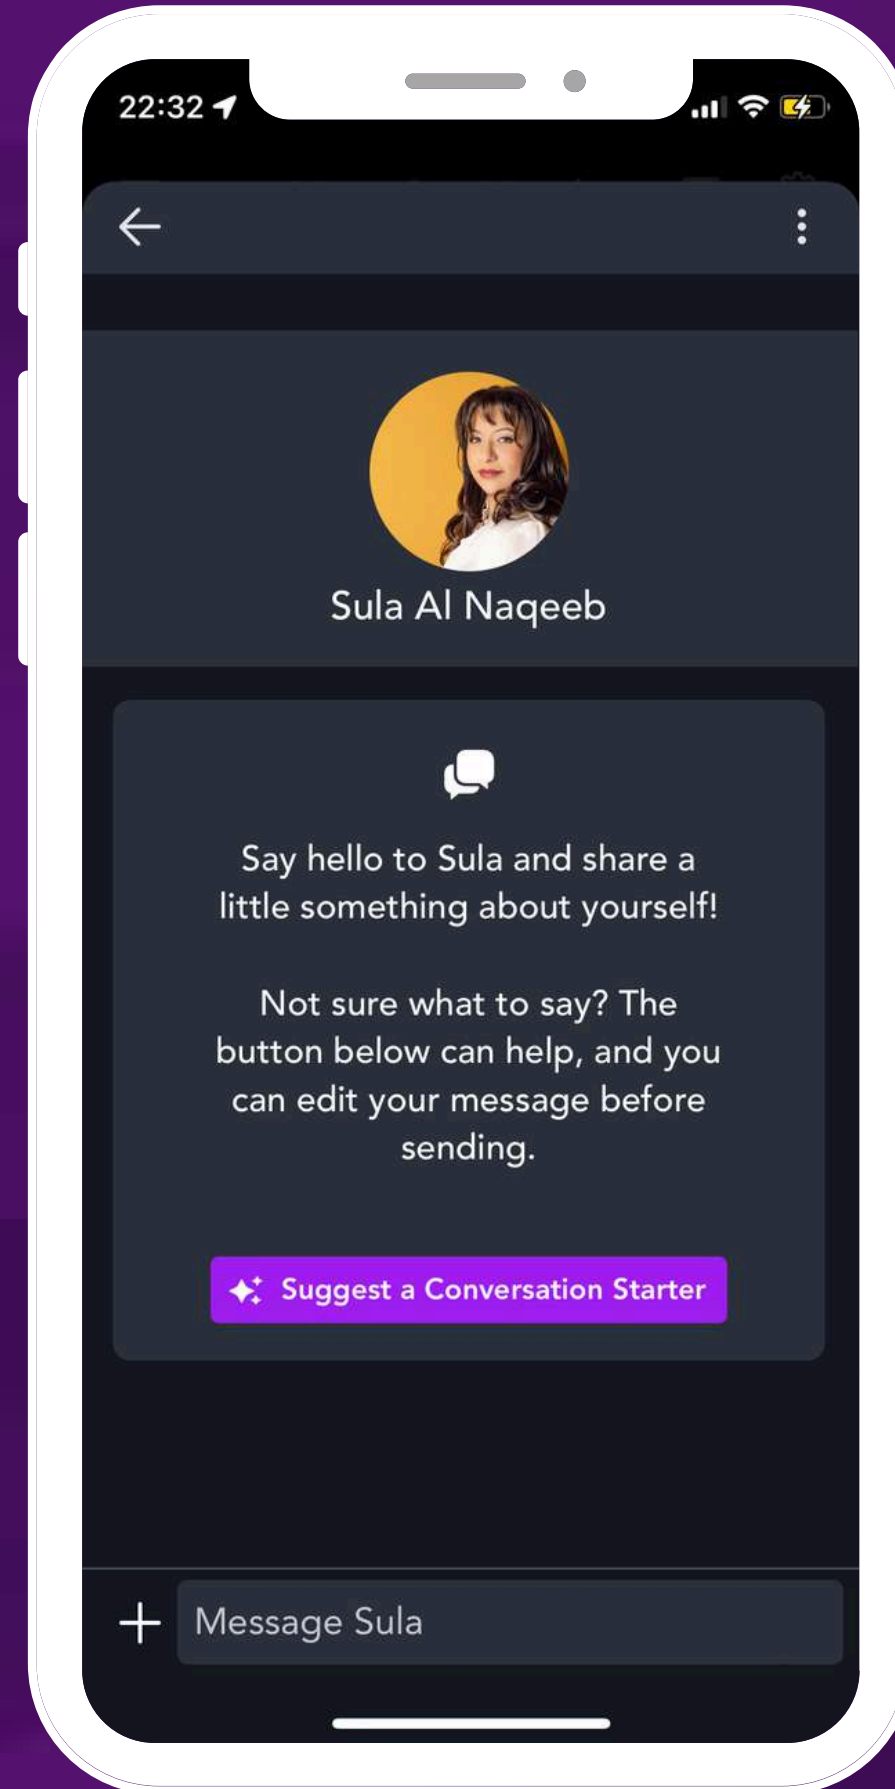 22:32
Sula Al Naqeeb
Say hello to Sula and share a
little something about yourself!
Not sure what to say? The
button below can help, and you
can edit your message before
sending.
Suggest a Conversation Starter
Message Sula